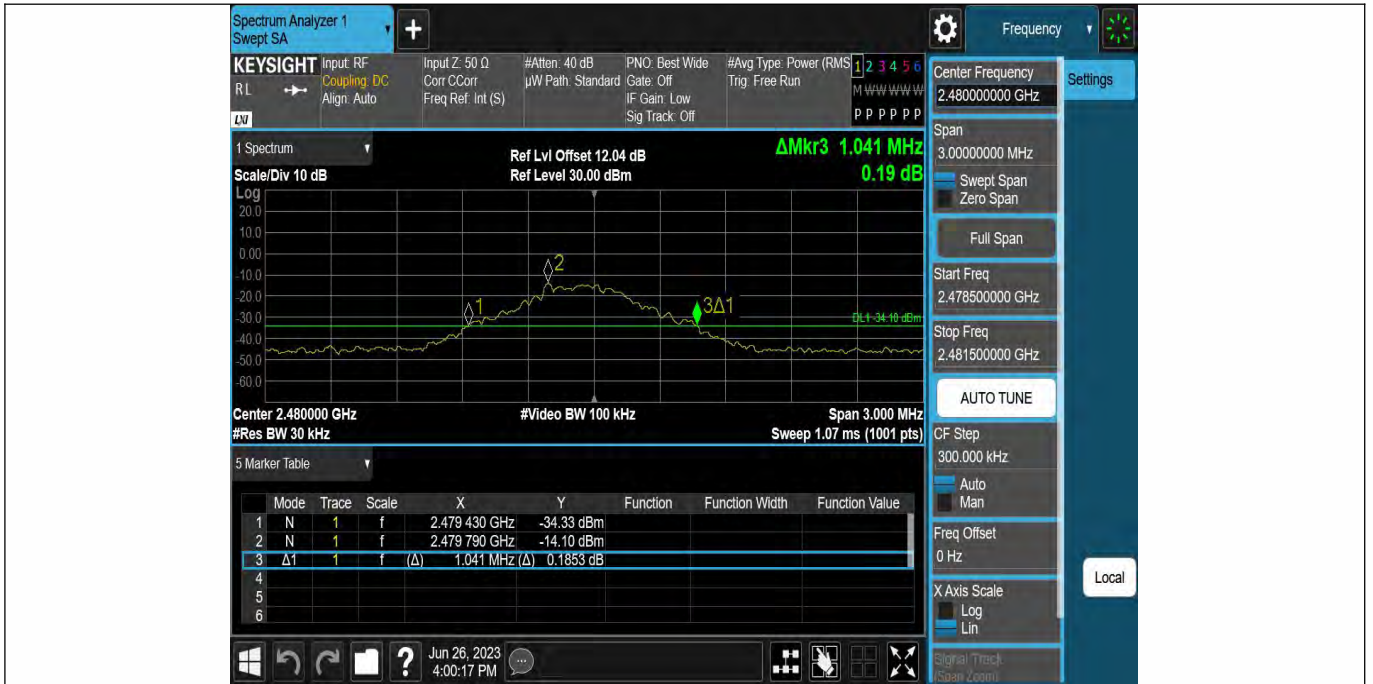 Spectrum Analyzer 1
Swept SA
+
Frequency
KEYSIGHT
RL
LXI
Input: RF
Coupling: DC
Align: Auto
Input Z: 50 Ω
Corr CCorr
Freq Ref: Int (S)
#Atten: 40 dB
µW Path: Standard
PNO: Best Wide
Gate: Off
IF Gain: Low
Sig Track: Off
#Avg Type: Power (RMS
Trig: Free Run
1 2 3 4 5 6
M W W W W W
P P P P P P
1 Spectrum
Scale/Div 10 dB
Ref Lvl Offset 12.04 dB
Ref Level 30.00 dBm
ΔMkr3 1.041 MHz
0.19 dB
Log
20.0
10.0
0.00
-10.0
-20.0
-30.0
-40.0
-50.0
-60.0
1
2
3Δ1
DL1 -34.10 dBm
Center 2.480000 GHz
#Video BW 100 kHz
Span 3.000 MHz
#Res BW 30 kHz
Sweep 1.07 ms (1001 pts)
5 Marker Table
Mode Trace Scale X Y Function Function Width Function Value
1 N 1 f 2.479 430 GHz -34.33 dBm
2 N 1 f 2.479 790 GHz -14.10 dBm
3 Δ1 1 f (Δ) 1.041 MHz (Δ) 0.1853 dB
4
5
6
?
Jun 26, 2023
4:00:17 PM
Center Frequency
2.480000000 GHz
Settings
Span
3.00000000 MHz
Swept Span
Zero Span
Full Span
Start Freq
2.478500000 GHz
Stop Freq
2.481500000 GHz
AUTO TUNE
CF Step
300.000 kHz
Auto
Man
Freq Offset
0 Hz
X Axis Scale
Log
Lin
Local
Signal Track
(Span Zoom)